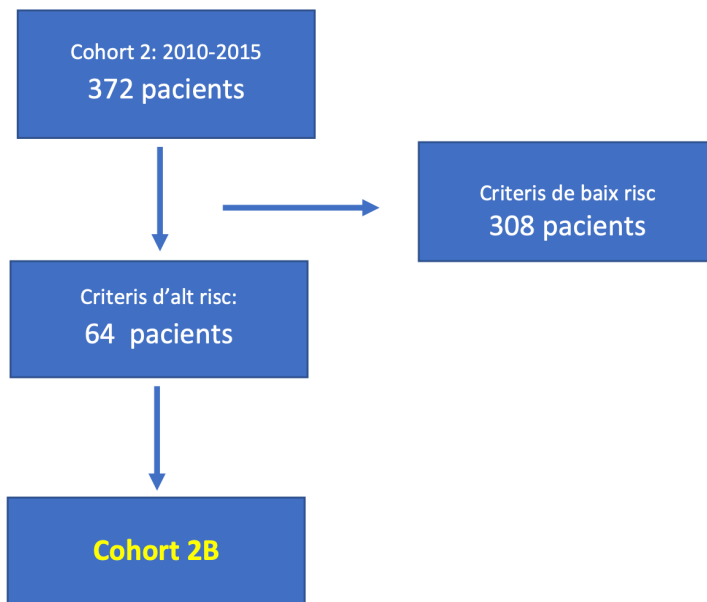 Cohort 2: 2010-2015
372 pacients
Criteris de baix risc
308 pacients
Criteris d’alt risc:
64  pacients
Cohort 2B